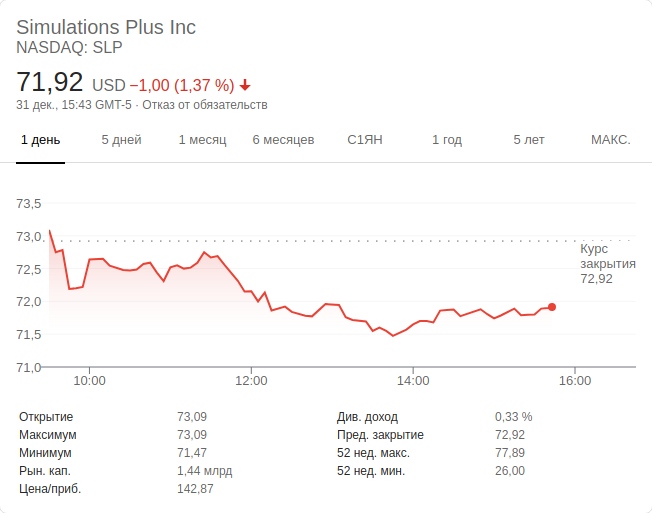 Simulations Plus Inc
NASDAQ: SLP
71,92 USD −1,00 (1,37 %) ↓
31 дек., 15:43 GMT-5 · Отказ от обязательств
1 день 5 дней 1 месяц 6 месяцев С1ЯН 1 год 5 лет МАКС.
73,5
73,0
72,5
72,0
71,5
71,0
Курс
закрытия
72,92
10:00 12:00 14:00 16:00
Открытие 73,09 Див. доход 0,33 %
Максимум 73,09 Пред. закрытие 72,92
Минимум 71,47 52 нед. макс. 77,89
Рын. кап. 1,44 млрд 52 нед. мин. 26,00
Цена/приб. 142,87